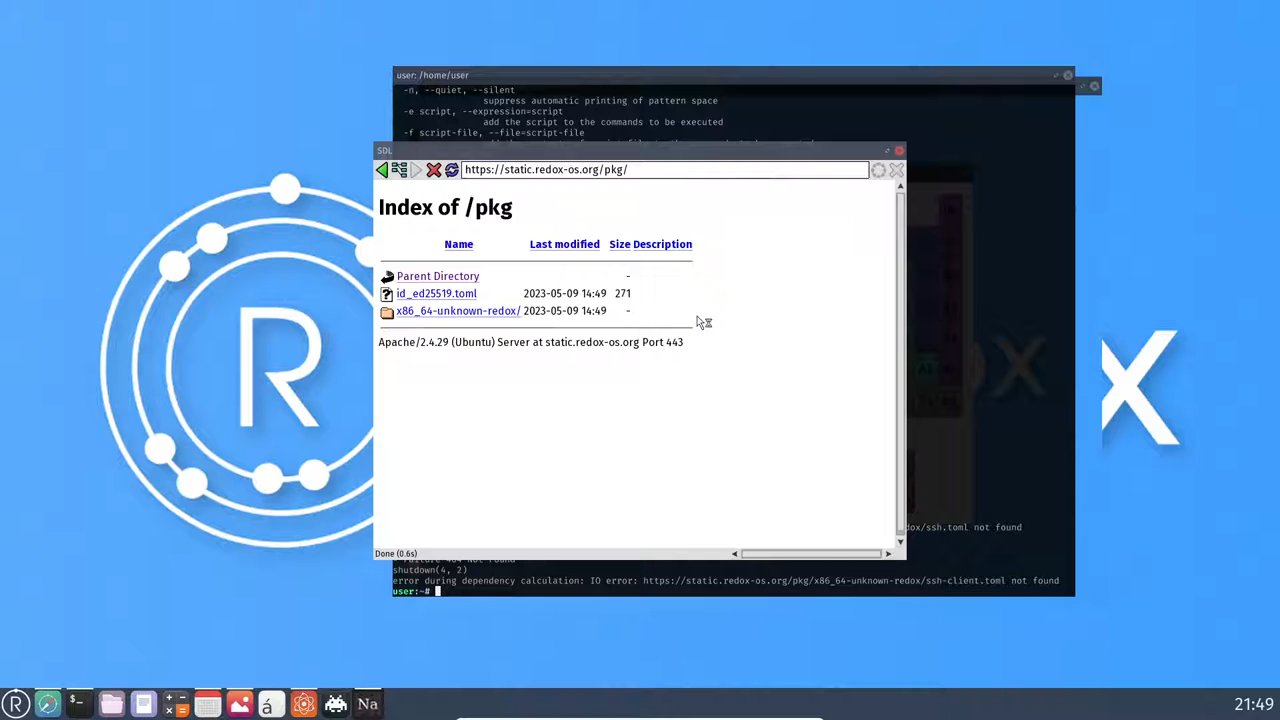 user: /home/user
-n, --quiet, --silent
suppress automatic printing of pattern space
-e script, --expression=script
add the script to the commands to be executed
-f script-file, --file=script-file
SDL
https://static.redox-os.org/pkg/
Index of /pkg
Name Last modified Size Description
Parent Directory -
id_ed25519.toml 2023-05-09 14:49 271
x86_64-unknown-redox/ 2023-05-09 14:49 -
Apache/2.4.29 (Ubuntu) Server at static.redox-os.org Port 443
R
OX
X
dox/ssh.toml not found
Done (0.6s)
shutdown(4, 2)
error during dependency calculation: IO error: https://static.redox-os.org/pkg/x86_64-unknown-redox/ssh-client.toml not found
user:~#
R
>_
á
Na
21:49